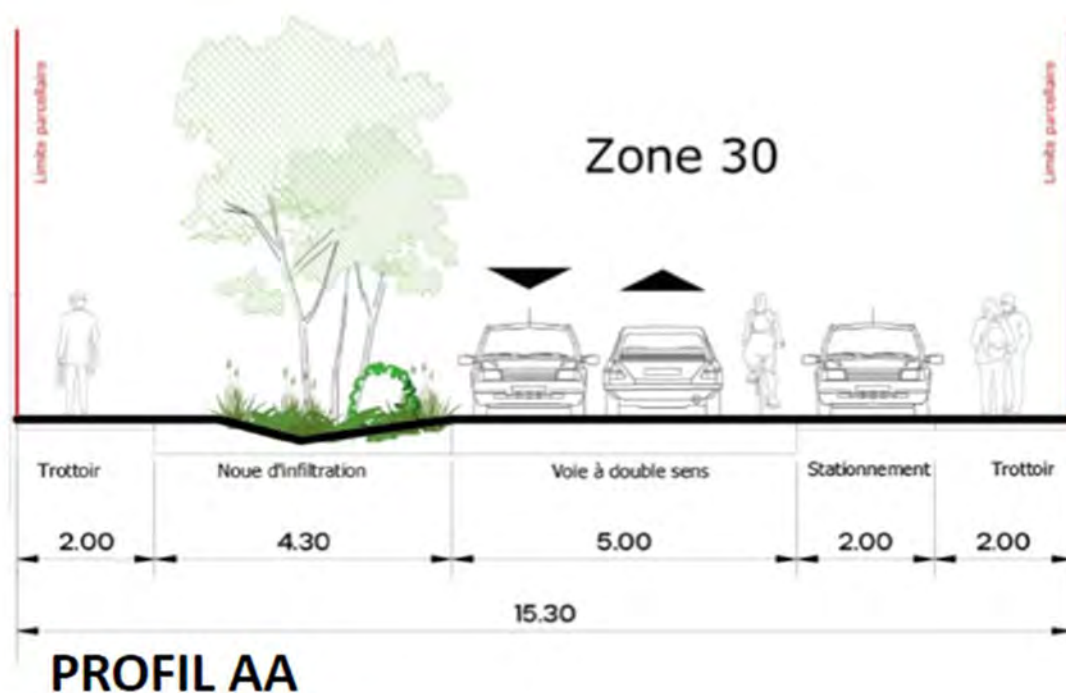 Limite parcellaire
Limite parcellaire
Zone 30
Trottoir
Noue d'infiltration
Voie à double sens
Stationnement
Trottoir
2.00
4.30
5.00
2.00
2.00
15.30
PROFIL AA